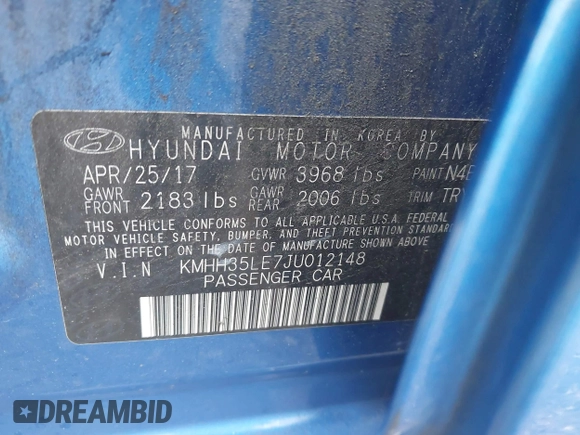 MANUFACTURED IN KOREA BY
HYUNDAI MOTOR COMPANY
APR/25/17 GVWR 3968 lbs PAINT
GAWR FRONT 2183 lbs GAWR REAR 2006 lbs TRIM
THIS VEHICLE CONFORMS TO ALL APPLICABLE U.S.A. FEDERAL
MOTOR VEHICLE SAFETY, BUMPER, AND THEFT PREVENTION STANDARDS
IN EFFECT ON THE DATE OF MANUFACTURE SHOWN ABOVE.
V.I.N KMHH35LE7JU012148
PASSENGER CAR
DREAMBID